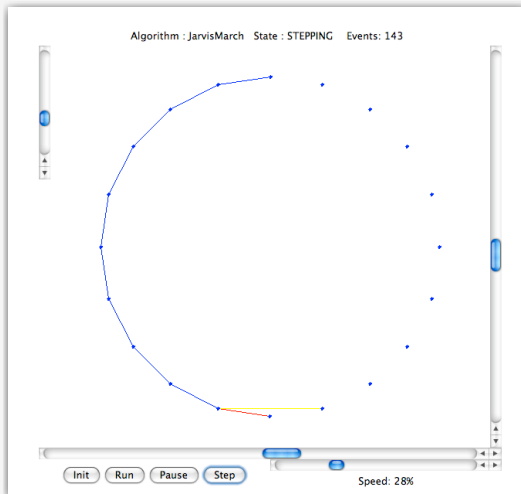 Algorithm : JarvisMarch State : STEPPING Events: 143
Init Run Pause Step
Speed: 28%